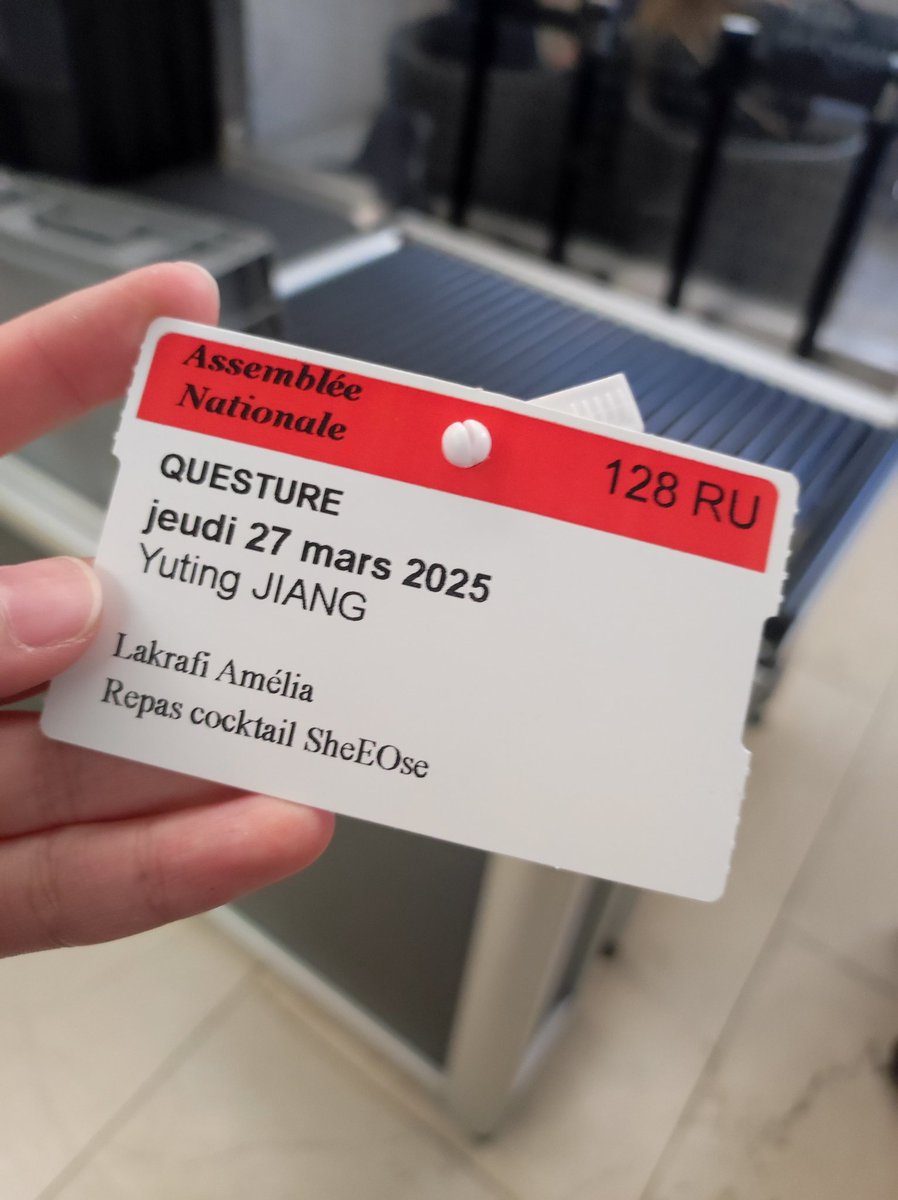 Assemblée
Nationale
128 RU
QUESTURE
jeudi 27 mars 2025
Yuting JIANG
Lakrafi Amélia
Repas cocktail SheEOse